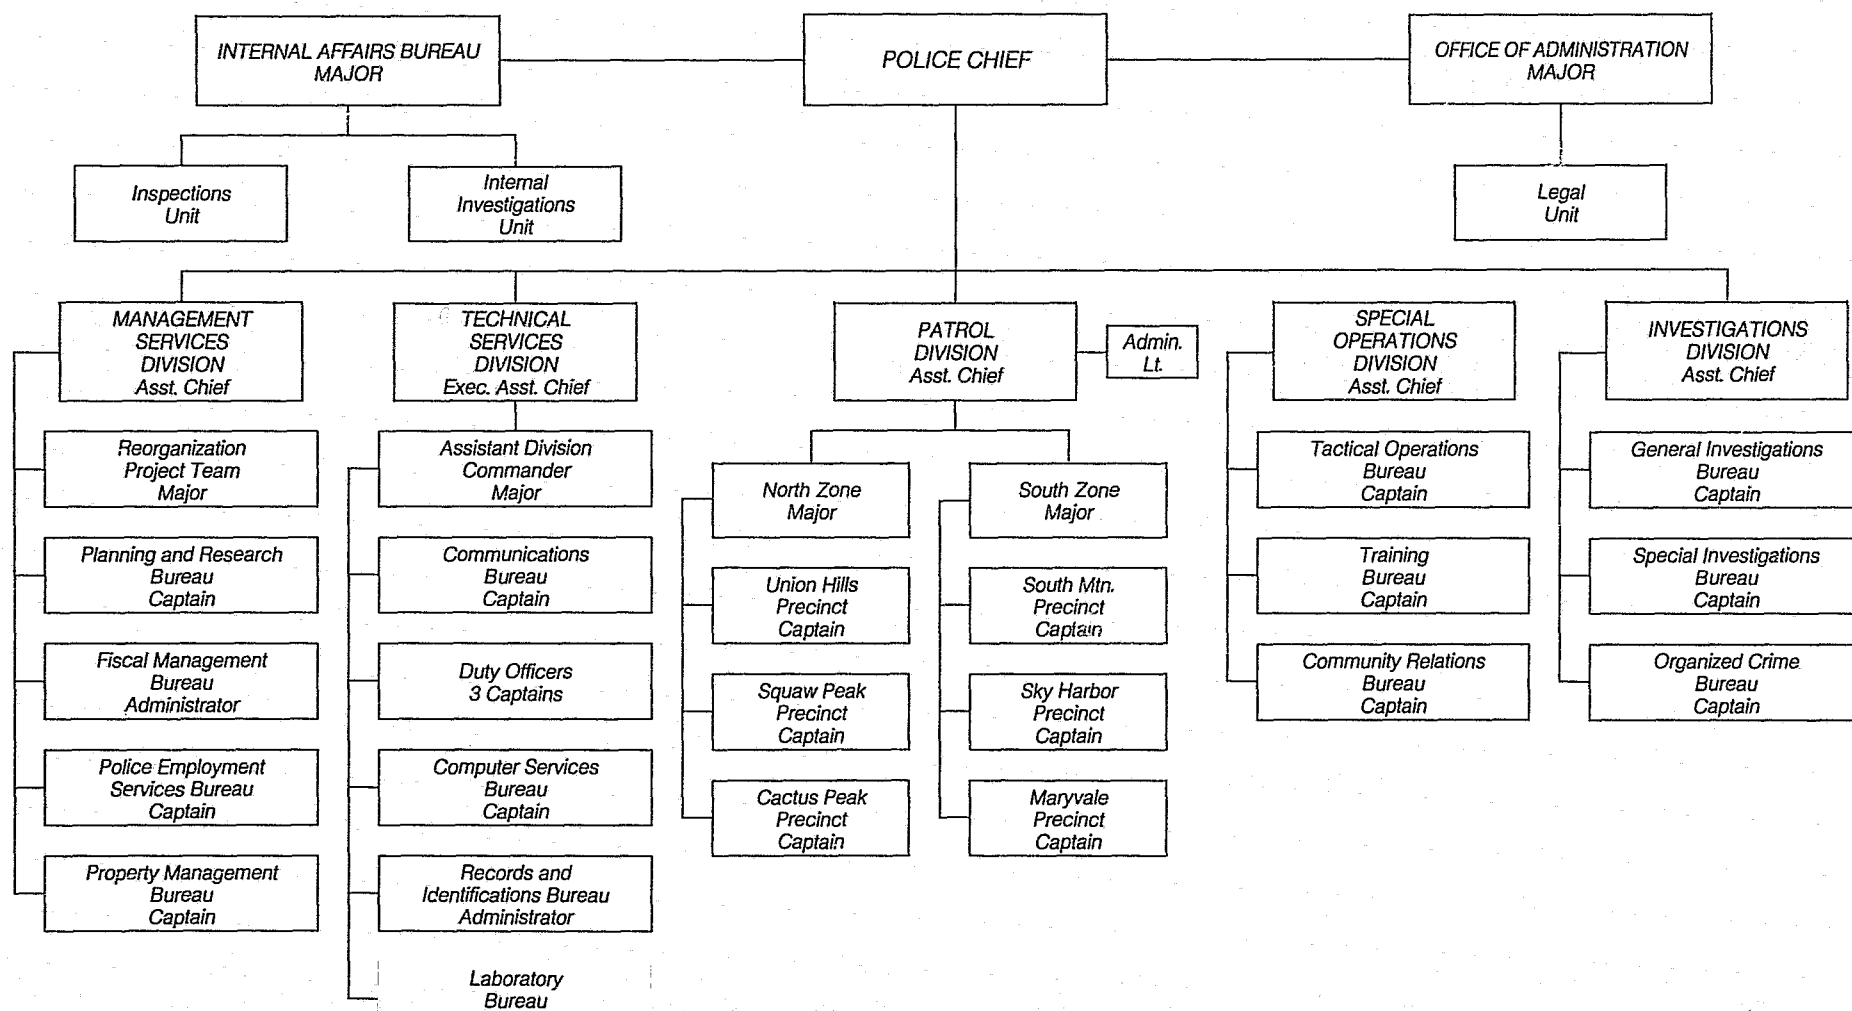 INTERNAL AFFAIRS BUREAU
MAJOR
POLICE CHIEF
OFFICE OF ADMINISTRATION
MAJOR
Inspections
Unit
Internal
Investigations
Unit
Legal
Unit
MANAGEMENT
SERVICES
DIVISION
Asst. Chief
TECHNICAL
SERVICES
DIVISION
Exec. Asst. Chief
PATROL
DIVISION
Asst. Chief
Admin.
Lt.
SPECIAL
OPERATIONS
DIVISION
Asst. Chief
INVESTIGATIONS
DIVISION
Asst. Chief
Reorganization
Project Team
Major
Planning and Research
Bureau
Captain
Fiscal Management
Bureau
Administrator
Police Employment
Services Bureau
Captain
Property Management
Bureau
Captain
Assistant Division
Commander
Major
Communications
Bureau
Captain
Duty Officers
3 Captains
Computer Services
Bureau
Captain
Records and
Identifications Bureau
Administrator
Laboratory
Bureau
North Zone
Major
Union Hills
Precinct
Captain
Squaw Peak
Precinct
Captain
Cactus Peak
Precinct
Captain
South Zone
Major
South Mtn.
Precinct
Captain
Sky Harbor
Precinct
Captain
Maryvale
Precinct
Captain
Tactical Operations
Bureau
Captain
Training
Bureau
Captain
Community Relations
Bureau
Captain
General Investigations
Bureau
Captain
Special Investigations
Bureau
Captain
Organized Crime
Bureau
Captain